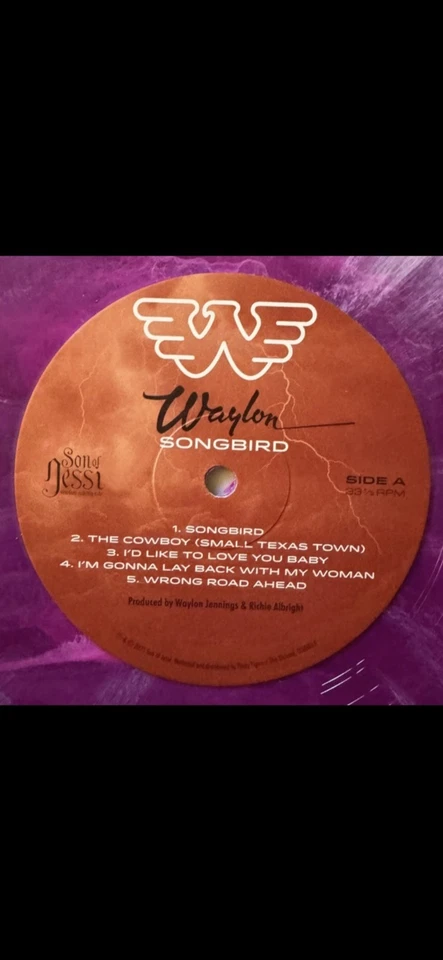 Waylon
SONGBIRD
Son of
Jessi
SIDE A
33⅓ RPM
1. SONGBIRD
2. THE COWBOY (SMALL TEXAS TOWN)
3. I'D LIKE TO LOVE YOU BABY
4. I'M GONNA LAY BACK WITH MY WOMAN
5. WRONG ROAD AHEAD
Produced by Waylon Jennings & Richie Albright